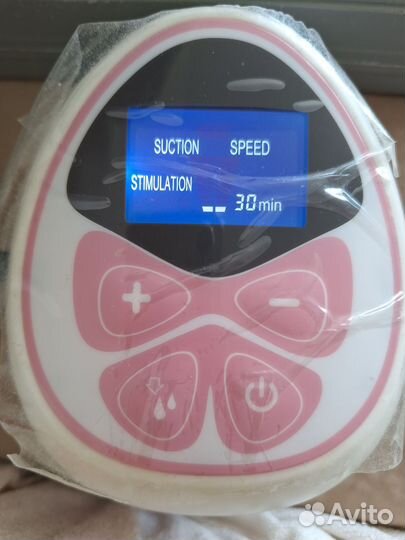 SUCTION SPEED
STIMULATION
30min
Avito